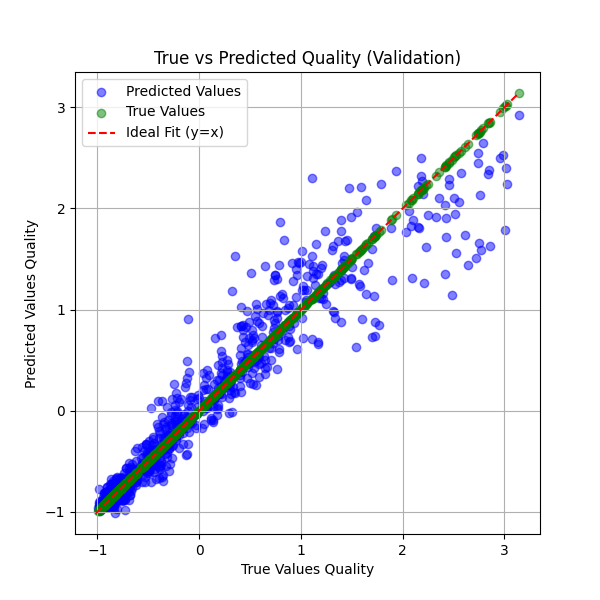 True vs Predicted Quality (Validation)
Predicted Values
True Values
Ideal Fit (y=x)
Predicted Values Quality
3
2
1
0
−1
−1
0
1
2
3
True Values Quality